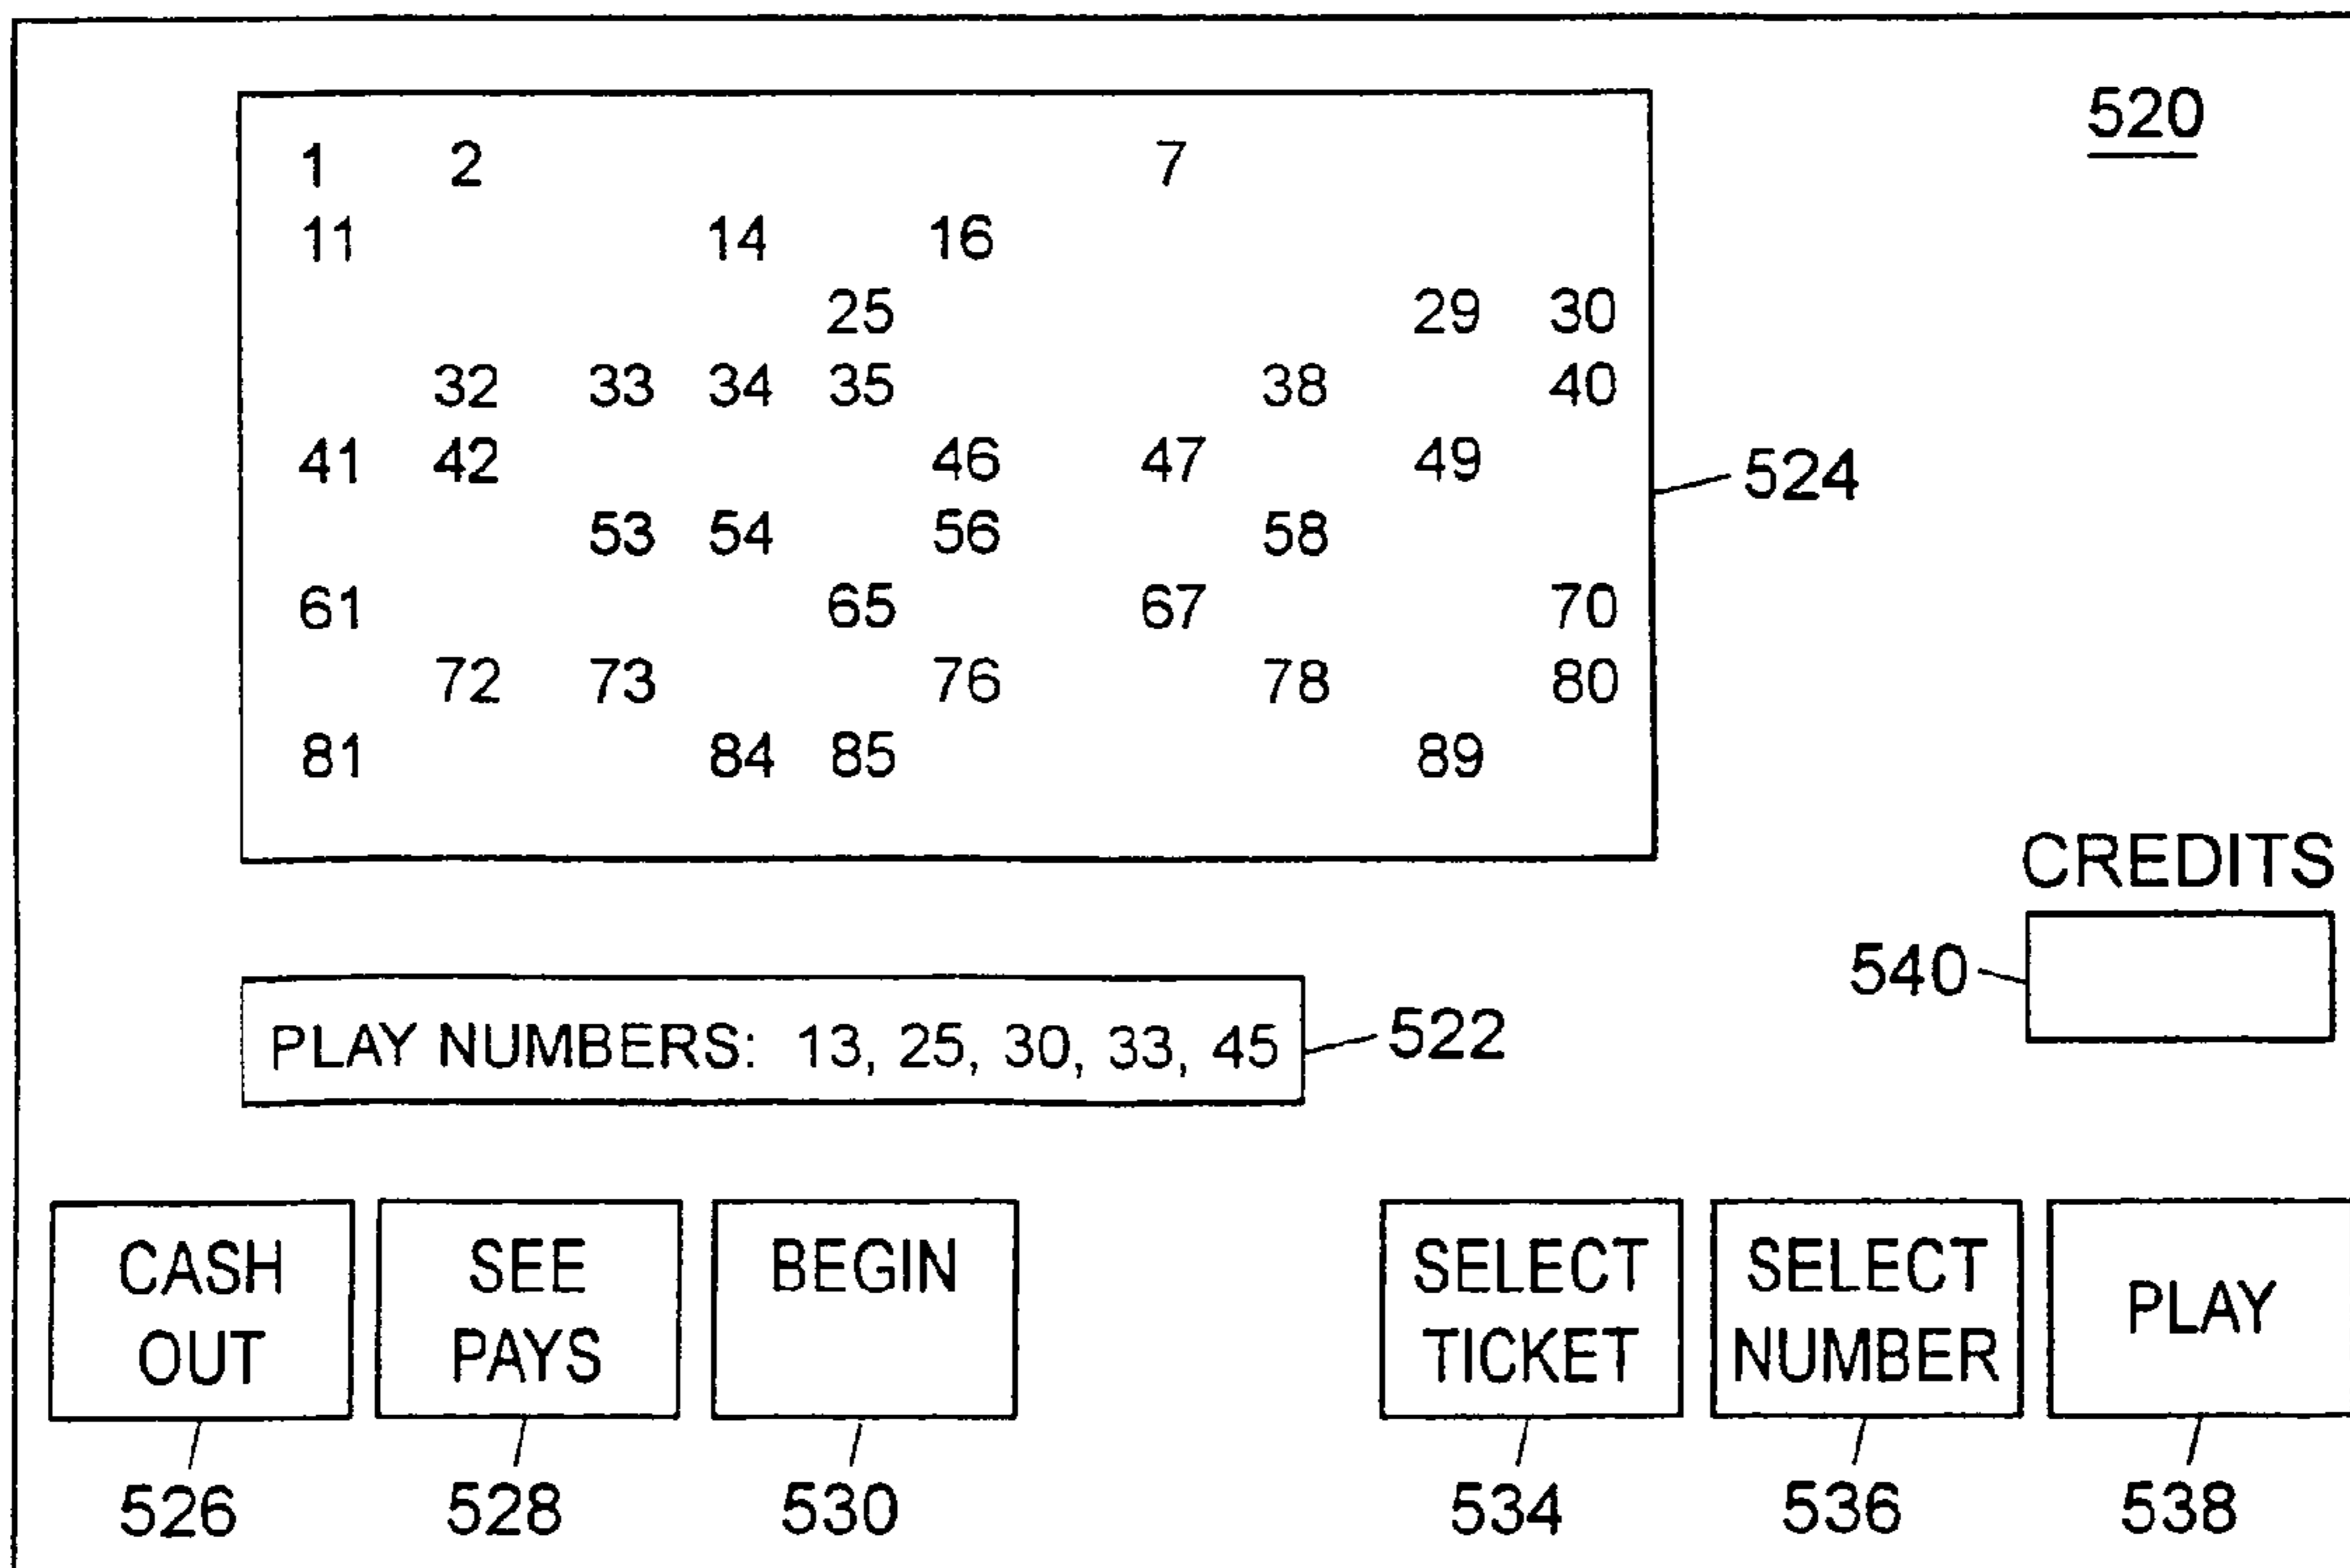 520
1 2 7
11 14 16
25 29 30
32 33 34 35 38 40
41 42 46 47 49
524
53 54 56 58
61 65 67 70
72 73 76 78 80
81 84 85 89
CREDITS
540
PLAY NUMBERS: 13, 25, 30, 33, 45
522
CASH
OUT
SEE
PAYS
BEGIN
SELECT
TICKET
SELECT
NUMBER
PLAY
526 528 530 534 536 538